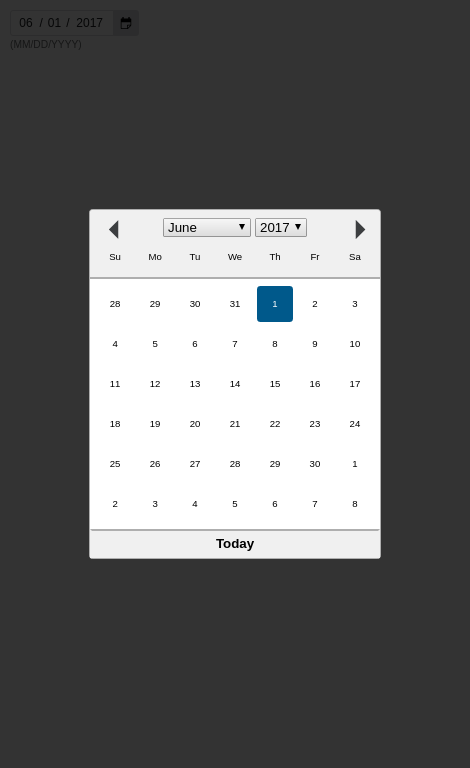 06 / 01 / 2017
(MM/DD/YYYY)
June 2017
Su Mo Tu We Th Fr Sa
28 29 30 31 1 2 3
4 5 6 7 8 9 10
11 12 13 14 15 16 17
18 19 20 21 22 23 24
25 26 27 28 29 30 1
2 3 4 5 6 7 8
Today